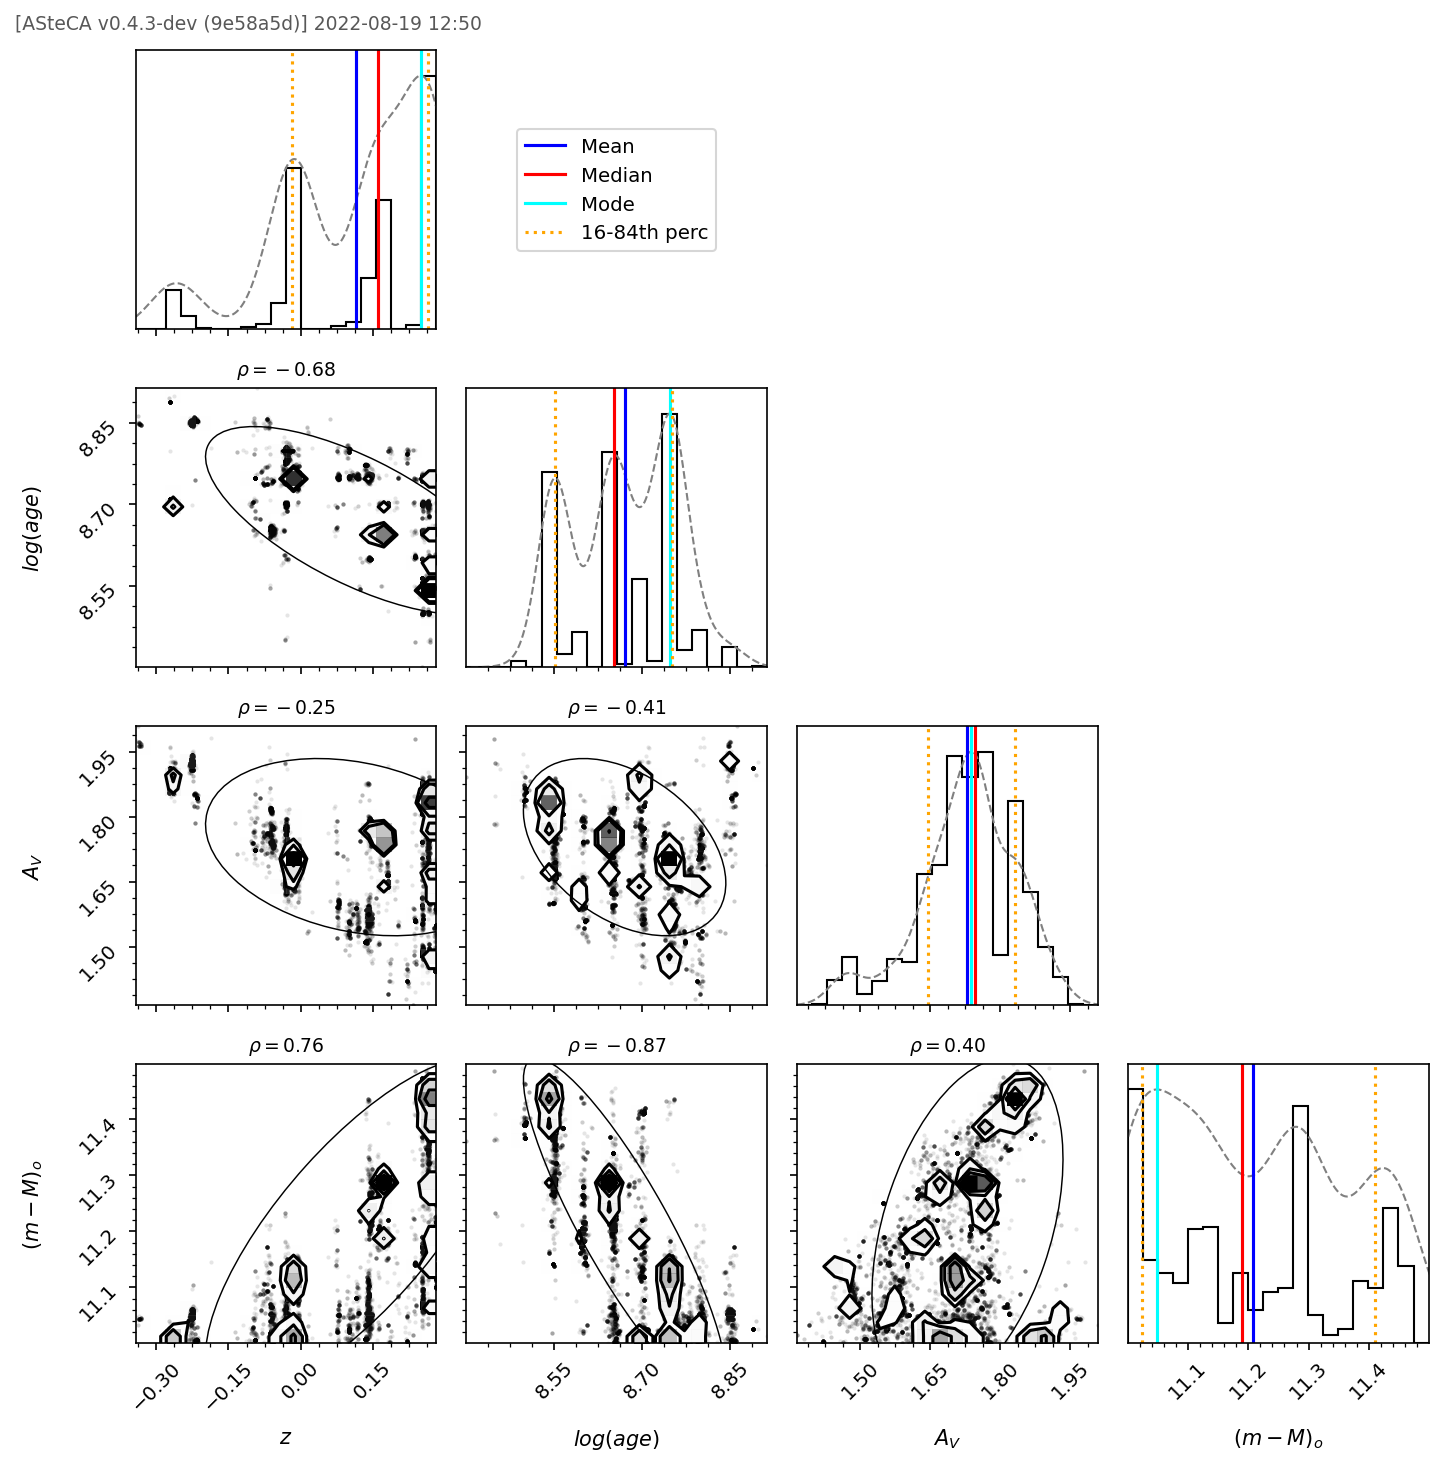 [ASteCA v0.4.3-dev (9e58a5d)] 2022-08-19 12:50
Mean
Median
Mode
16-84th perc
ρ = −0.68
8.85
8.70
8.55
log(age)
ρ = −0.25
ρ = −0.41
1.95
1.80
1.65
1.50
A_V
ρ = 0.76
ρ = −0.87
ρ = 0.40
11.4
11.3
11.2
11.1
(m − M)_o
−0.30 −0.15 0.00 0.15
8.55 8.70 8.85
1.50 1.65 1.80 1.95
11.1 11.2 11.3 11.4
z
log(age)
A_V
(m − M)_o